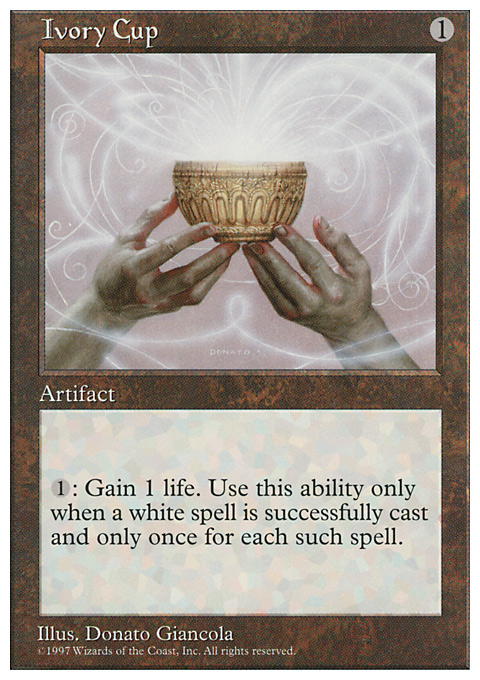 Ivory Cup 1
DONATO
Artifact
1: Gain 1 life. Use this ability only
when a white spell is successfully cast
and only once for each such spell.
Illus. Donato Giancola
©1997 Wizards of the Coast, Inc. All rights reserved.